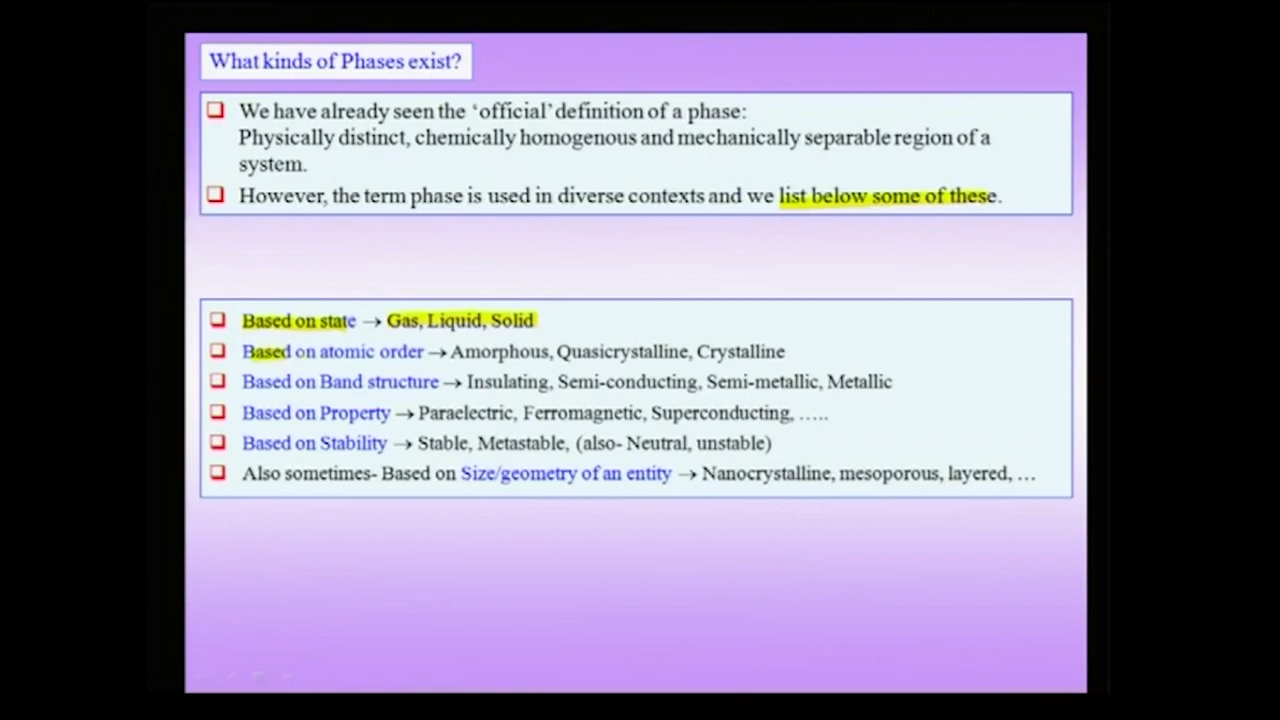 What kinds of Phases exist?
❑ We have already seen the ‘official’ definition of a phase:
Physically distinct, chemically homogenous and mechanically separable region of a
system.
❑ However, the term phase is used in diverse contexts and we list below some of these.
❑ Based on state → Gas, Liquid, Solid
❑ Based on atomic order → Amorphous, Quasicrystalline, Crystalline
❑ Based on Band structure → Insulating, Semi-conducting, Semi-metallic, Metallic
❑ Based on Property → Paraelectric, Ferromagnetic, Superconducting, …..
❑ Based on Stability → Stable, Metastable, (also- Neutral, unstable)
❑ Also sometimes- Based on Size/geometry of an entity → Nanocrystalline, mesoporous, layered, …